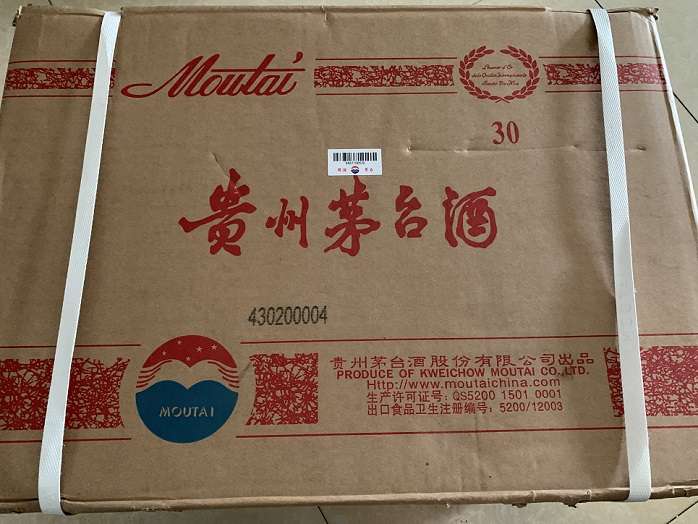 Moutai
30
贵州茅台酒
430200004
MOUTAI
贵州茅台酒股份有限公司出品
PRODUCE OF KWEICHOW MOUTAI CO.,LTD.
Http://www.moutaichina.com
生产许可证号: QS5200 1501 0001
出口食品卫生注册编号: 5200/12003